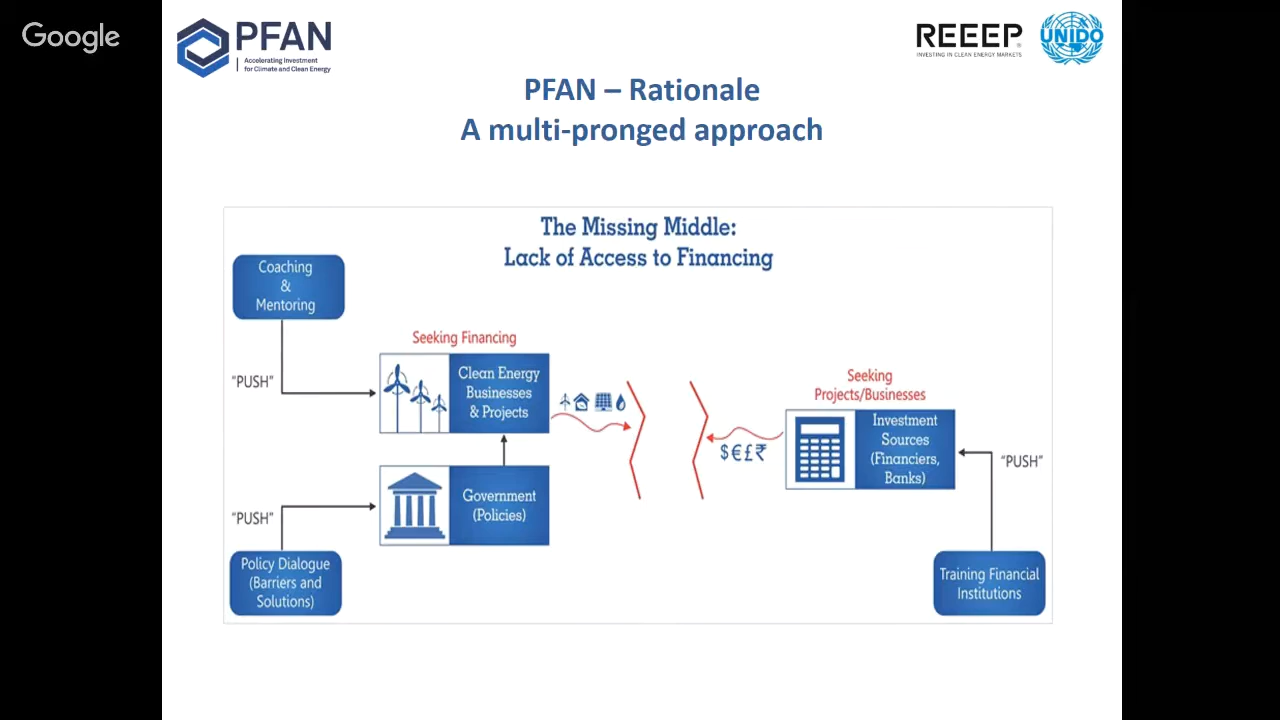 Google
PFAN
Accelerating Investment
for Climate and Clean Energy
REEEP
INVESTING IN CLEAN ENERGY MARKETS
UNIDO
PFAN – Rationale
A multi-pronged approach
The Missing Middle:
Lack of Access to Financing
Coaching
&
Mentoring
"PUSH"
Seeking Financing
Clean Energy
Businesses
& Projects
Government
(Policies)
"PUSH"
Policy Dialogue
(Barriers and
Solutions)
$€£₹
Seeking
Projects/Businesses
Investment
Sources
(Financiers,
Banks)
"PUSH"
Training Financial
Institutions